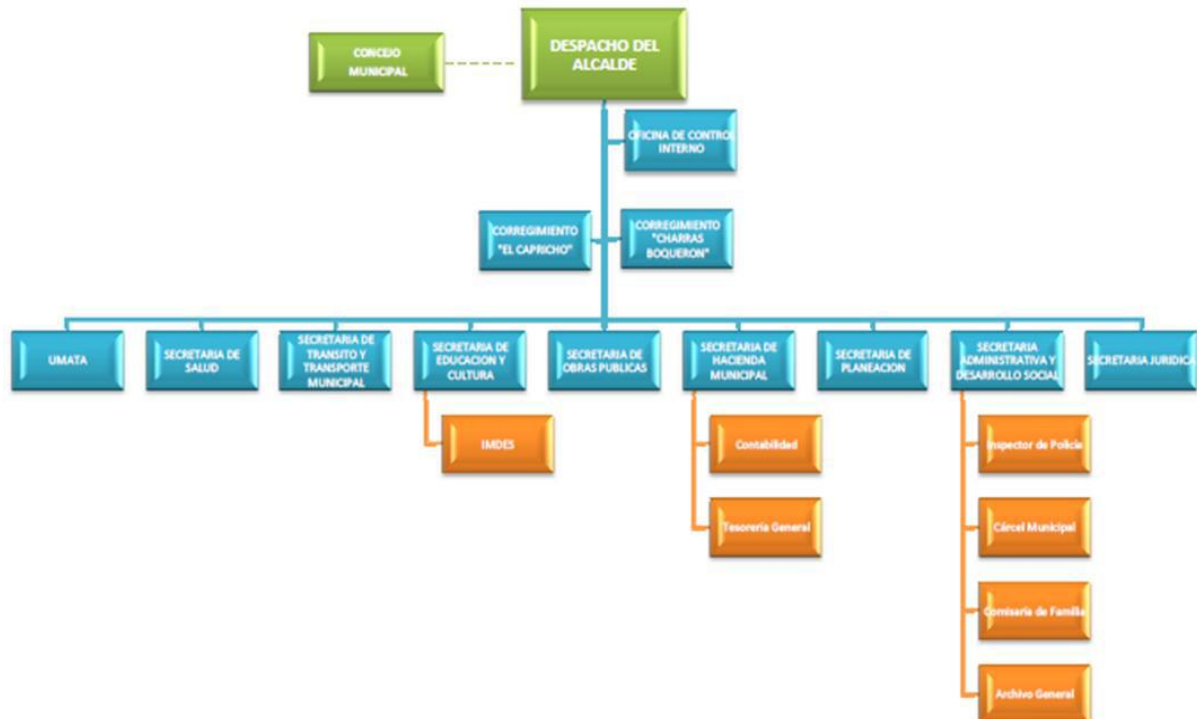 CONCEJO
MUNICIPAL
DESPACHO DEL
ALCALDE
OFICINA DE CONTROL
INTERNO
CORREGIMIENTO
"EL CAPRICHO"
CORREGIMIENTO
"CHARRAS
BOQUERON"
UMATA
SECRETARIA DE
SALUD
SECRETARIA DE
TRANSITO Y
TRANSPORTE
MUNICIPAL
SECRETARIA DE
EDUCACION Y
CULTURA
SECRETARIA DE
OBRAS PUBLICAS
SECRETARIA DE
HACIENDA
MUNICIPAL
SECRETARIA DE
PLANEACION
SECRETARIA
ADMINISTRATIVA Y
DESARROLLO SOCIAL
SECRETARIA JURIDICA
IMDES
Contabilidad
Tesorería General
Inspector de Policía
Cárcel Municipal
Comisaría de Familia
Archivo General